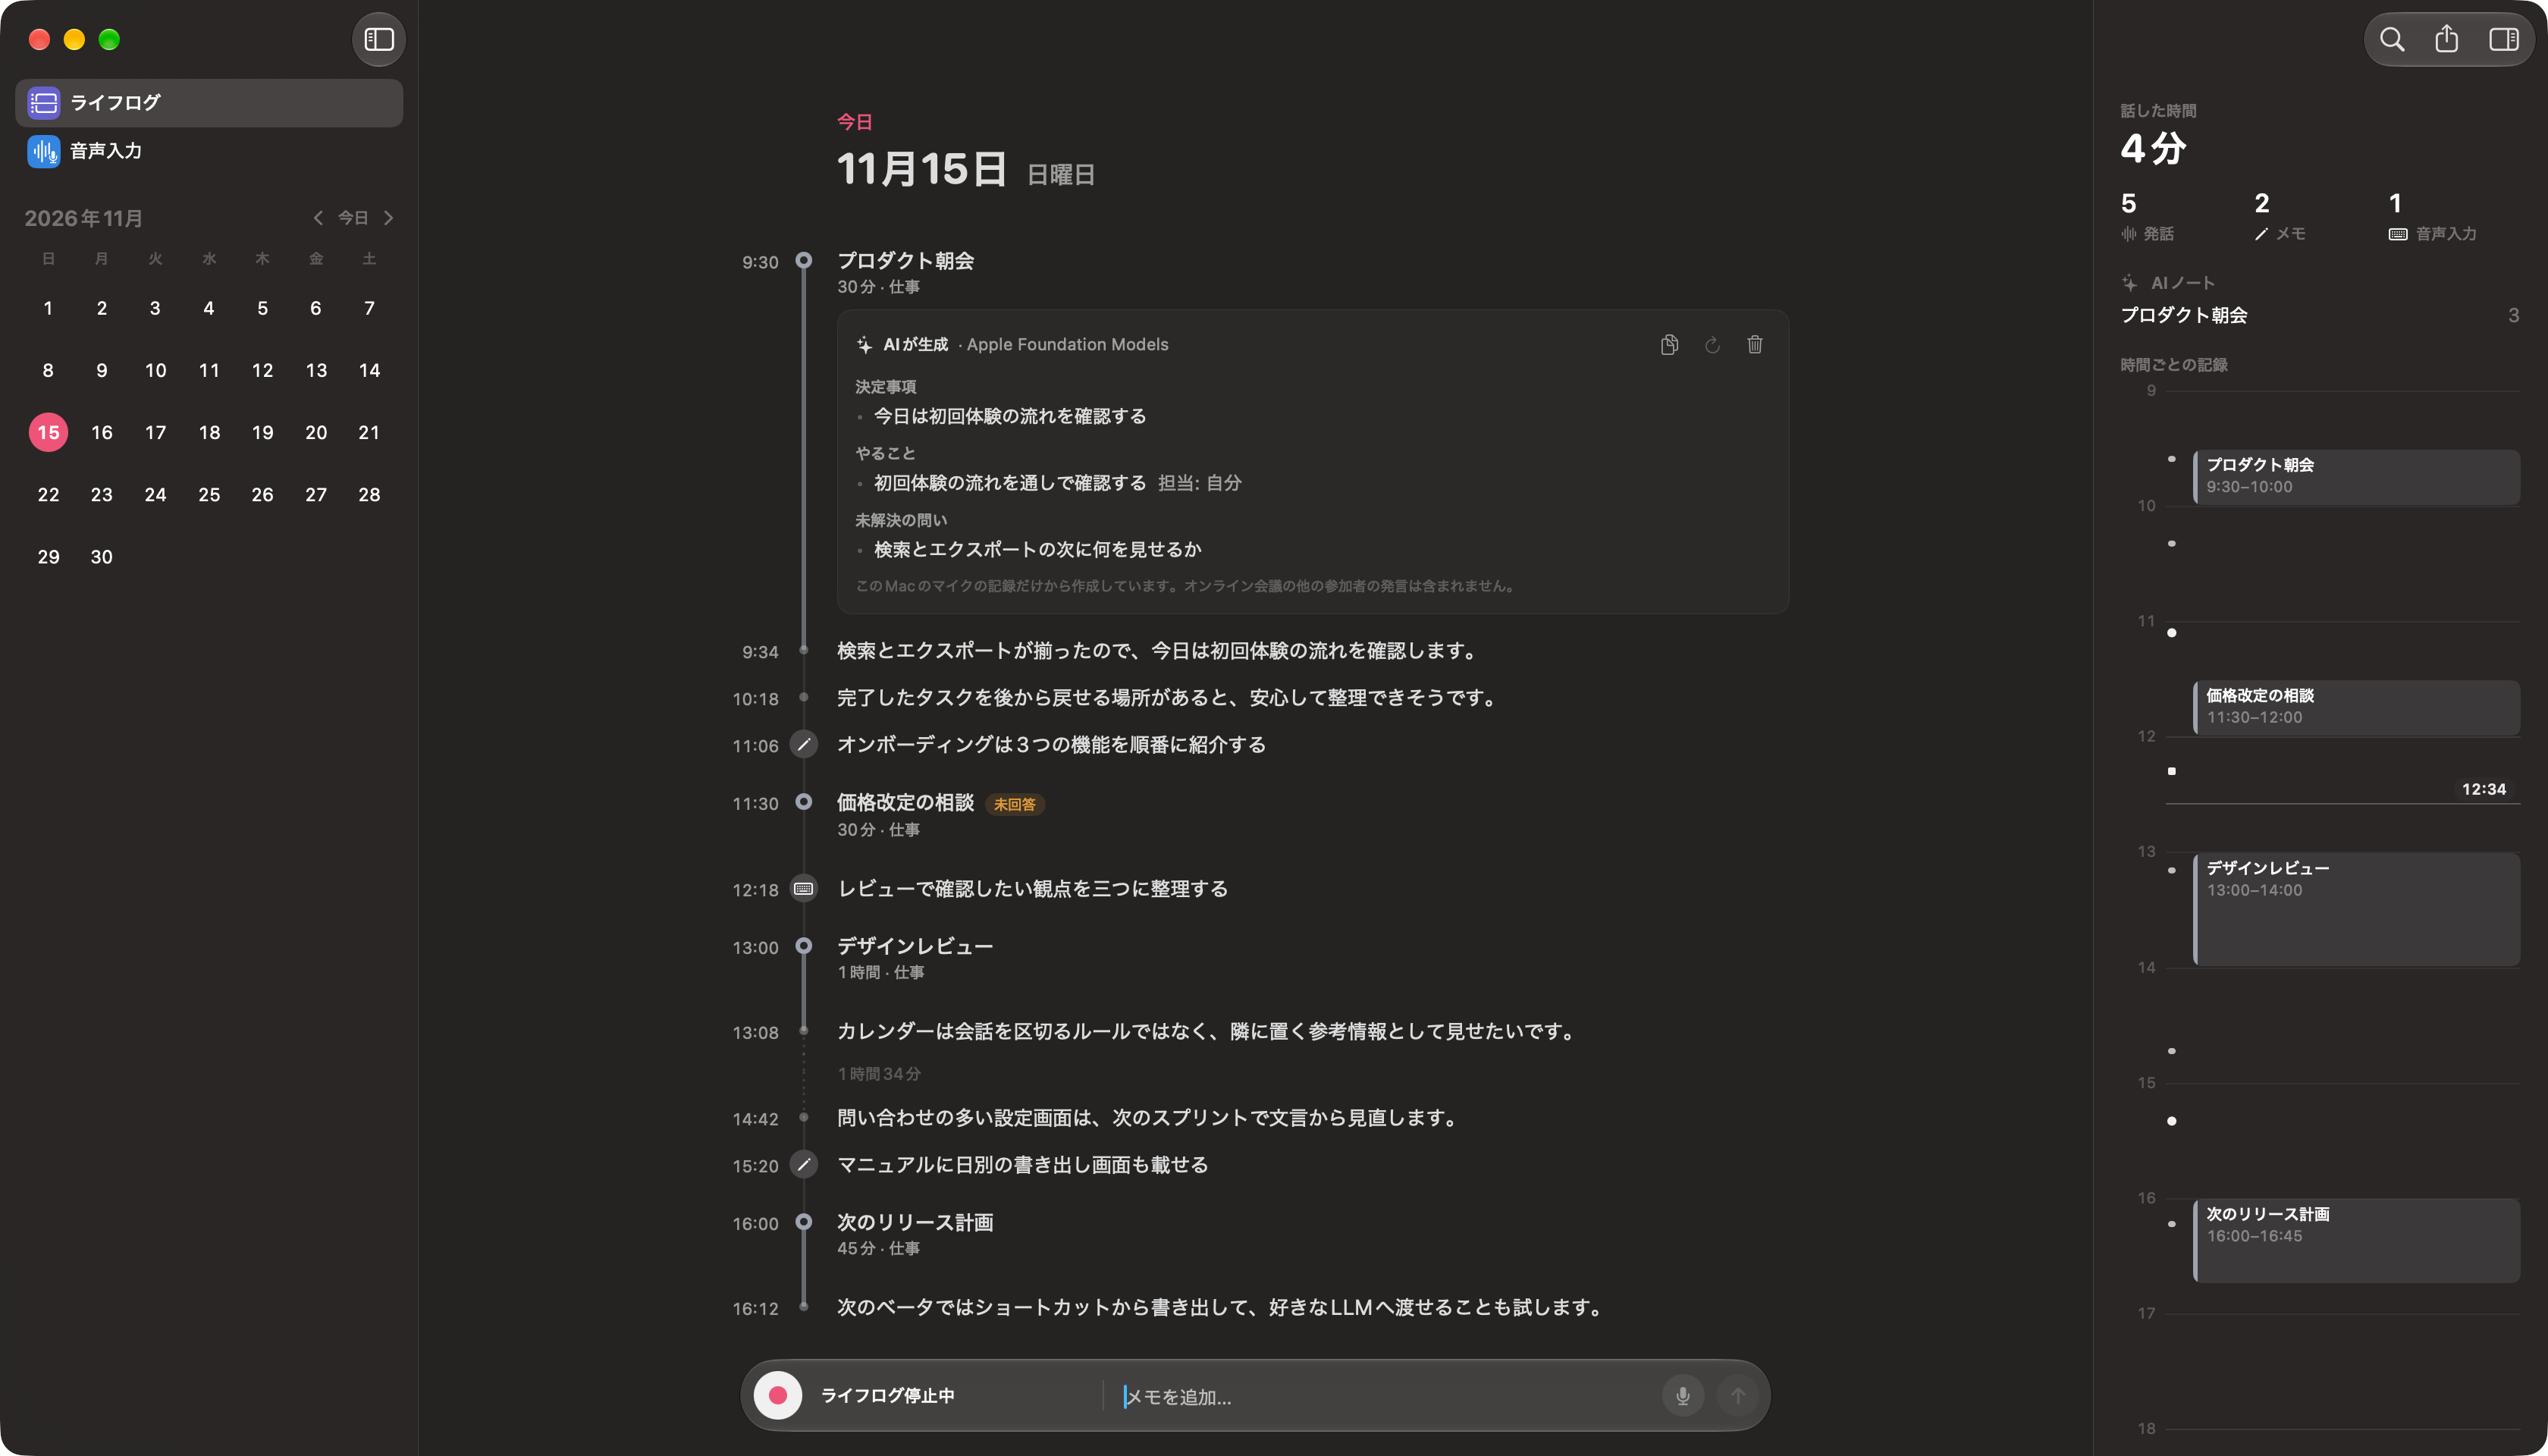 ライフログ
音声入力
2026年11月
今日
日 月 火 水 木 金 土
1 2 3 4 5 6 7
8 9 10 11 12 13 14
15 16 17 18 19 20 21
22 23 24 25 26 27 28
29 30
今日
11月15日 日曜日
9:30 プロダクト朝会
30分 · 仕事
AIが生成 · Apple Foundation Models
決定事項
• 今日は初回体験の流れを確認する
やること
• 初回体験の流れを通しで確認する 担当: 自分
未解決の問い
• 検索とエクスポートの次に何を見せるか
このMacのマイクの記録だけから作成しています。オンライン会議の他の参加者の発言は含まれません。
9:34 検索とエクスポートが揃ったので、今日は初回体験の流れを確認します。
10:18 完了したタスクを後から戻せる場所があると、安心して整理できそうです。
11:06 オンボーディングは3つの機能を順番に紹介する
11:30 価格改定の相談 未回答
30分 · 仕事
12:18 レビューで確認したい観点を三つに整理する
13:00 デザインレビュー
1時間 · 仕事
13:08 カレンダーは会話を区切るルールではなく、隣に置く参考情報として見せたいです。
1時間34分
14:42 問い合わせの多い設定画面は、次のスプリントで文言から見直します。
15:20 マニュアルに日別の書き出し画面も載せる
16:00 次のリリース計画
45分 · 仕事
16:12 次のベータではショートカットから書き出して、好きなLLMへ渡せることも試します。
ライフログ停止中
メモを追加...
話した時間
4分
5 2 1
発話 メモ 音声入力
AIノート
プロダクト朝会 3
時間ごとの記録
9
プロダクト朝会
9:30–10:00
10
11
価格改定の相談
11:30–12:00
12
12:34
13
デザインレビュー
13:00–14:00
14
15
16
次のリリース計画
16:00–16:45
17
18